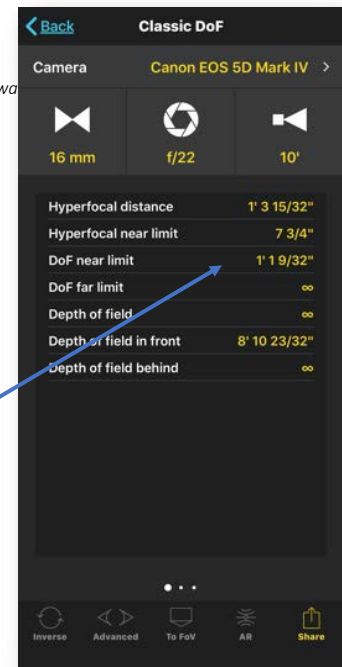 Back Classic DoF
Camera Canon EOS 5D Mark IV >
16 mm f/22 10'
Hyperfocal distance 1' 3 15/32"
Hyperfocal near limit 7 3/4"
DoF near limit 1' 1 9/32"
DoF far limit ∞
Depth of field ∞
Depth of field in front 8' 10 23/32"
Depth of field behind ∞
Inverse Advanced To FoV AR Share